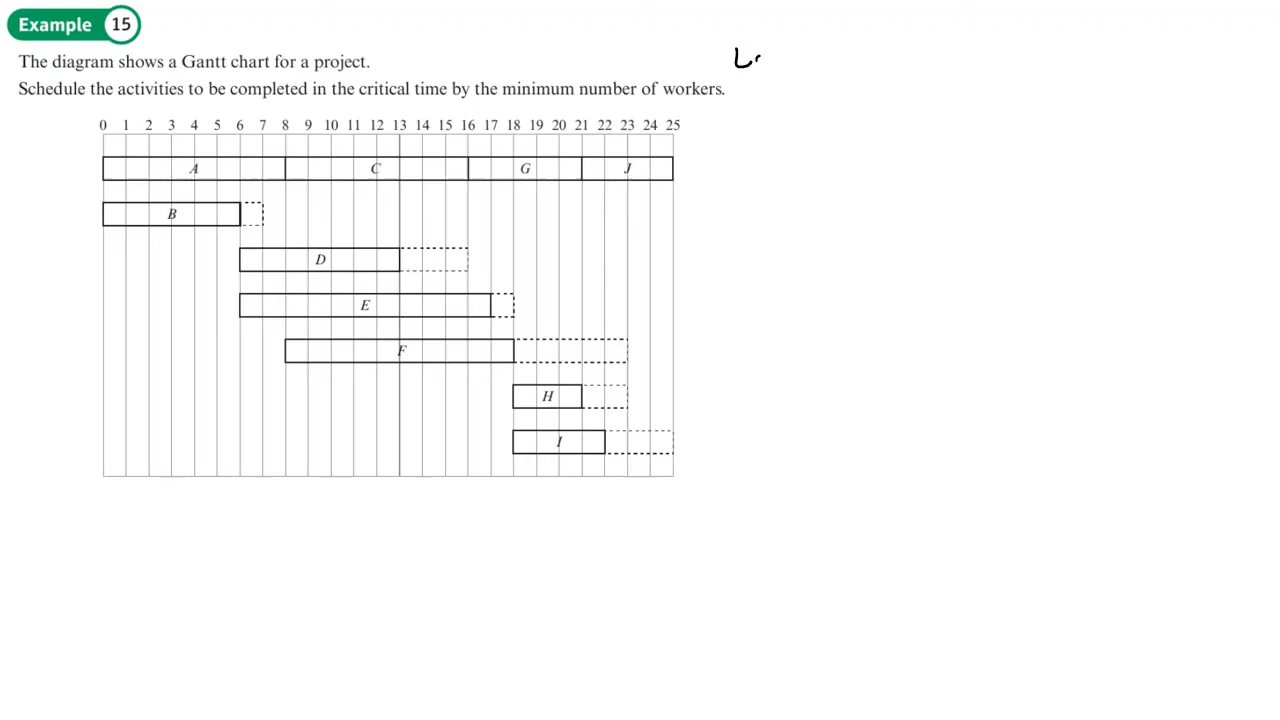 Example 15
The diagram shows a Gantt chart for a project.
Schedule the activities to be completed in the critical time by the minimum number of workers.
0 1 2 3 4 5 6 7 8 9 10 11 12 13 14 15 16 17 18 19 20 21 22 23 24 25
A C G J
B
D
E
F
H
I